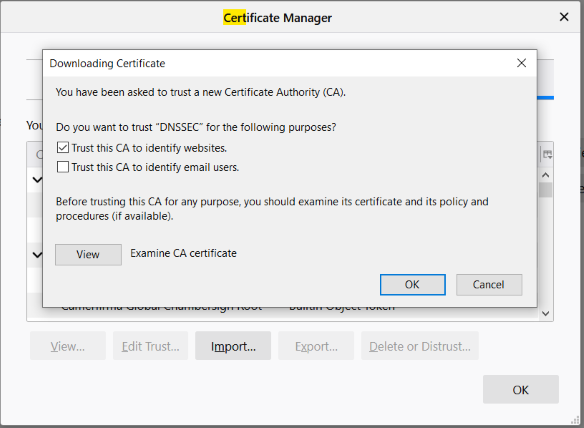 Certificate Manager
Downloading Certificate
You have been asked to trust a new Certificate Authority (CA).
Do you want to trust "DNSSEC" for the following purposes?
Trust this CA to identify websites.
Trust this CA to identify email users.
Before trusting this CA for any purpose, you should examine its certificate and its policy and
procedures (if available).
View
Examine CA certificate
OK Cancel
You
Camerfirma Global Chambersign Root Builtin Object Token
View... Edit Trust... Import... Export... Delete or Distrust...
OK